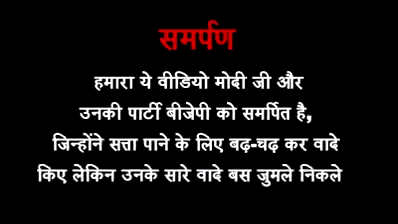 समर्पण
हमारा ये वीडियो मोदी जी और
उनकी पार्टी बीजेपी को समर्पित है,
जिन्होंने सत्ता पाने के लिए बढ़-चढ़ कर वादे
किए लेकिन उनके सारे वादे बस जुमले निकले